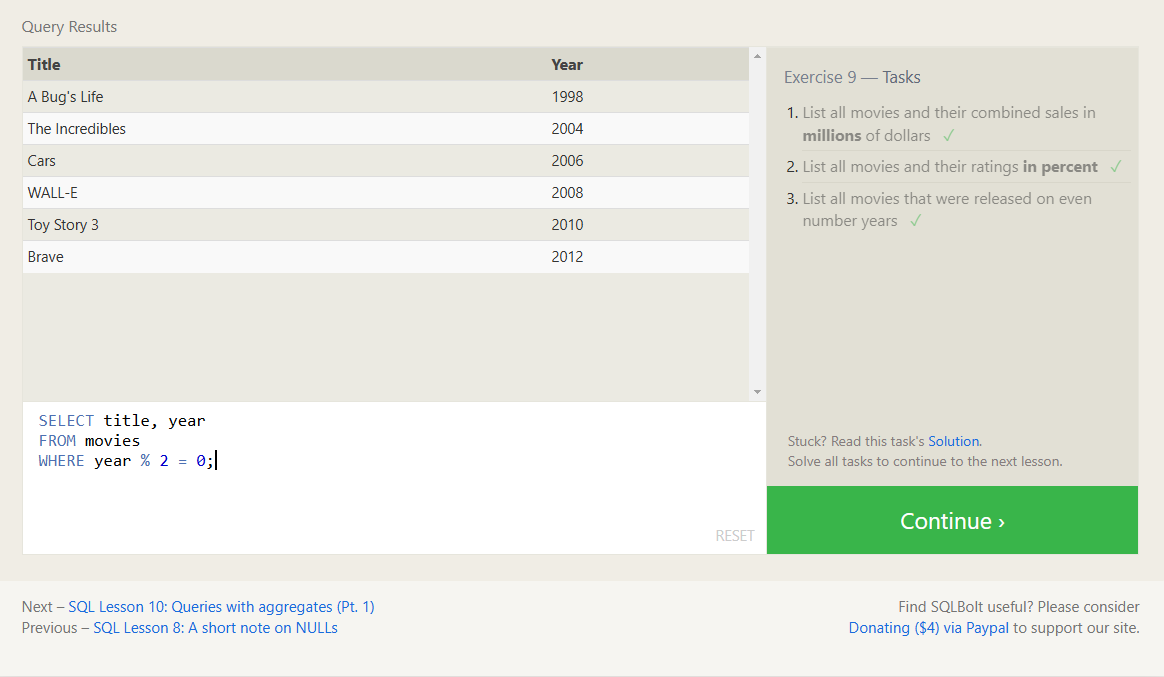 Query Results
Title Year
A Bug's Life 1998
The Incredibles 2004
Cars 2006
WALL-E 2008
Toy Story 3 2010
Brave 2012
SELECT title, year
FROM movies
WHERE year % 2 = 0;
RESET
Exercise 9 — Tasks
1. List all movies and their combined sales in
millions of dollars ✓
2. List all movies and their ratings in percent ✓
3. List all movies that were released on even
number years ✓
Stuck? Read this task's Solution.
Solve all tasks to continue to the next lesson.
Continue ›
Next – SQL Lesson 10: Queries with aggregates (Pt. 1)
Previous – SQL Lesson 8: A short note on NULLs
Find SQLBolt useful? Please consider
Donating ($4) via Paypal to support our site.